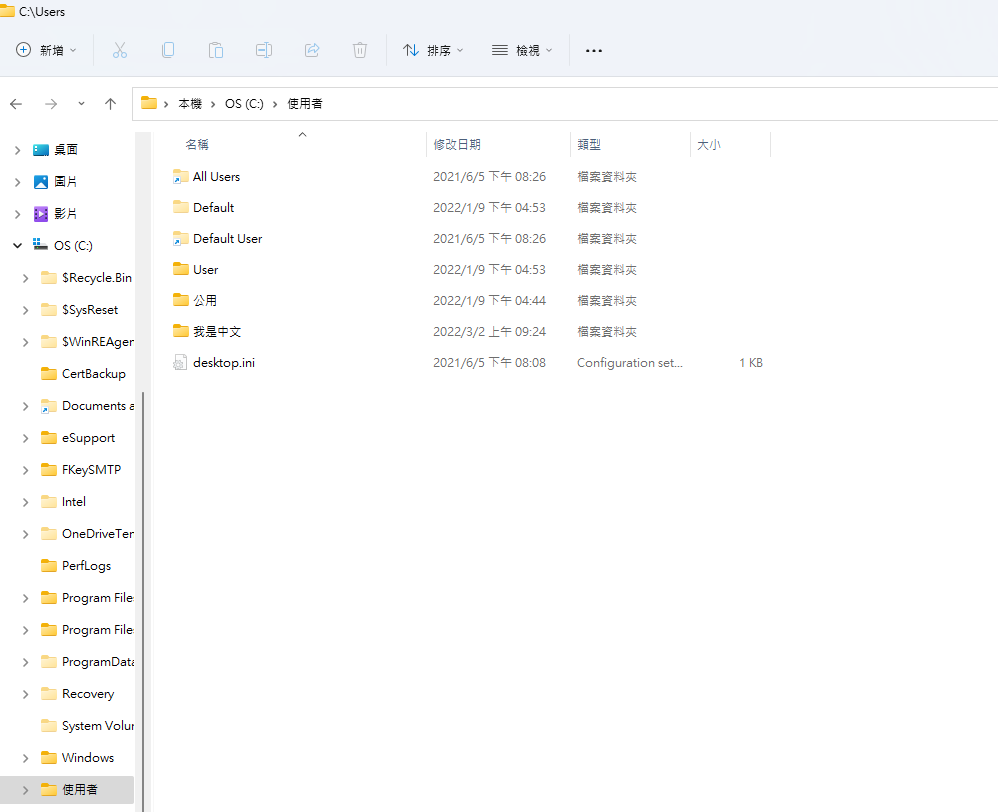 C:\Users
新增 排序 檢視
本機 OS (C:) 使用者
桌面
圖片
影片
OS (C:)
$Recycle.Bin
$SysReset
$WinREAgen
CertBackup
Documents a
eSupport
FKeySMTP
Intel
OneDriveTen
PerfLogs
Program Files
Program Files
ProgramData
Recovery
System Volun
Windows
使用者
名稱 修改日期 類型 大小
All Users 2021/6/5 下午 08:26 檔案資料夾
Default 2022/1/9 下午 04:53 檔案資料夾
Default User 2021/6/5 下午 08:26 檔案資料夾
User 2022/1/9 下午 04:53 檔案資料夾
公用 2022/1/9 下午 04:44 檔案資料夾
我是中文 2022/3/2 上午 09:24 檔案資料夾
desktop.ini 2021/6/5 下午 08:08 Configuration set... 1 KB